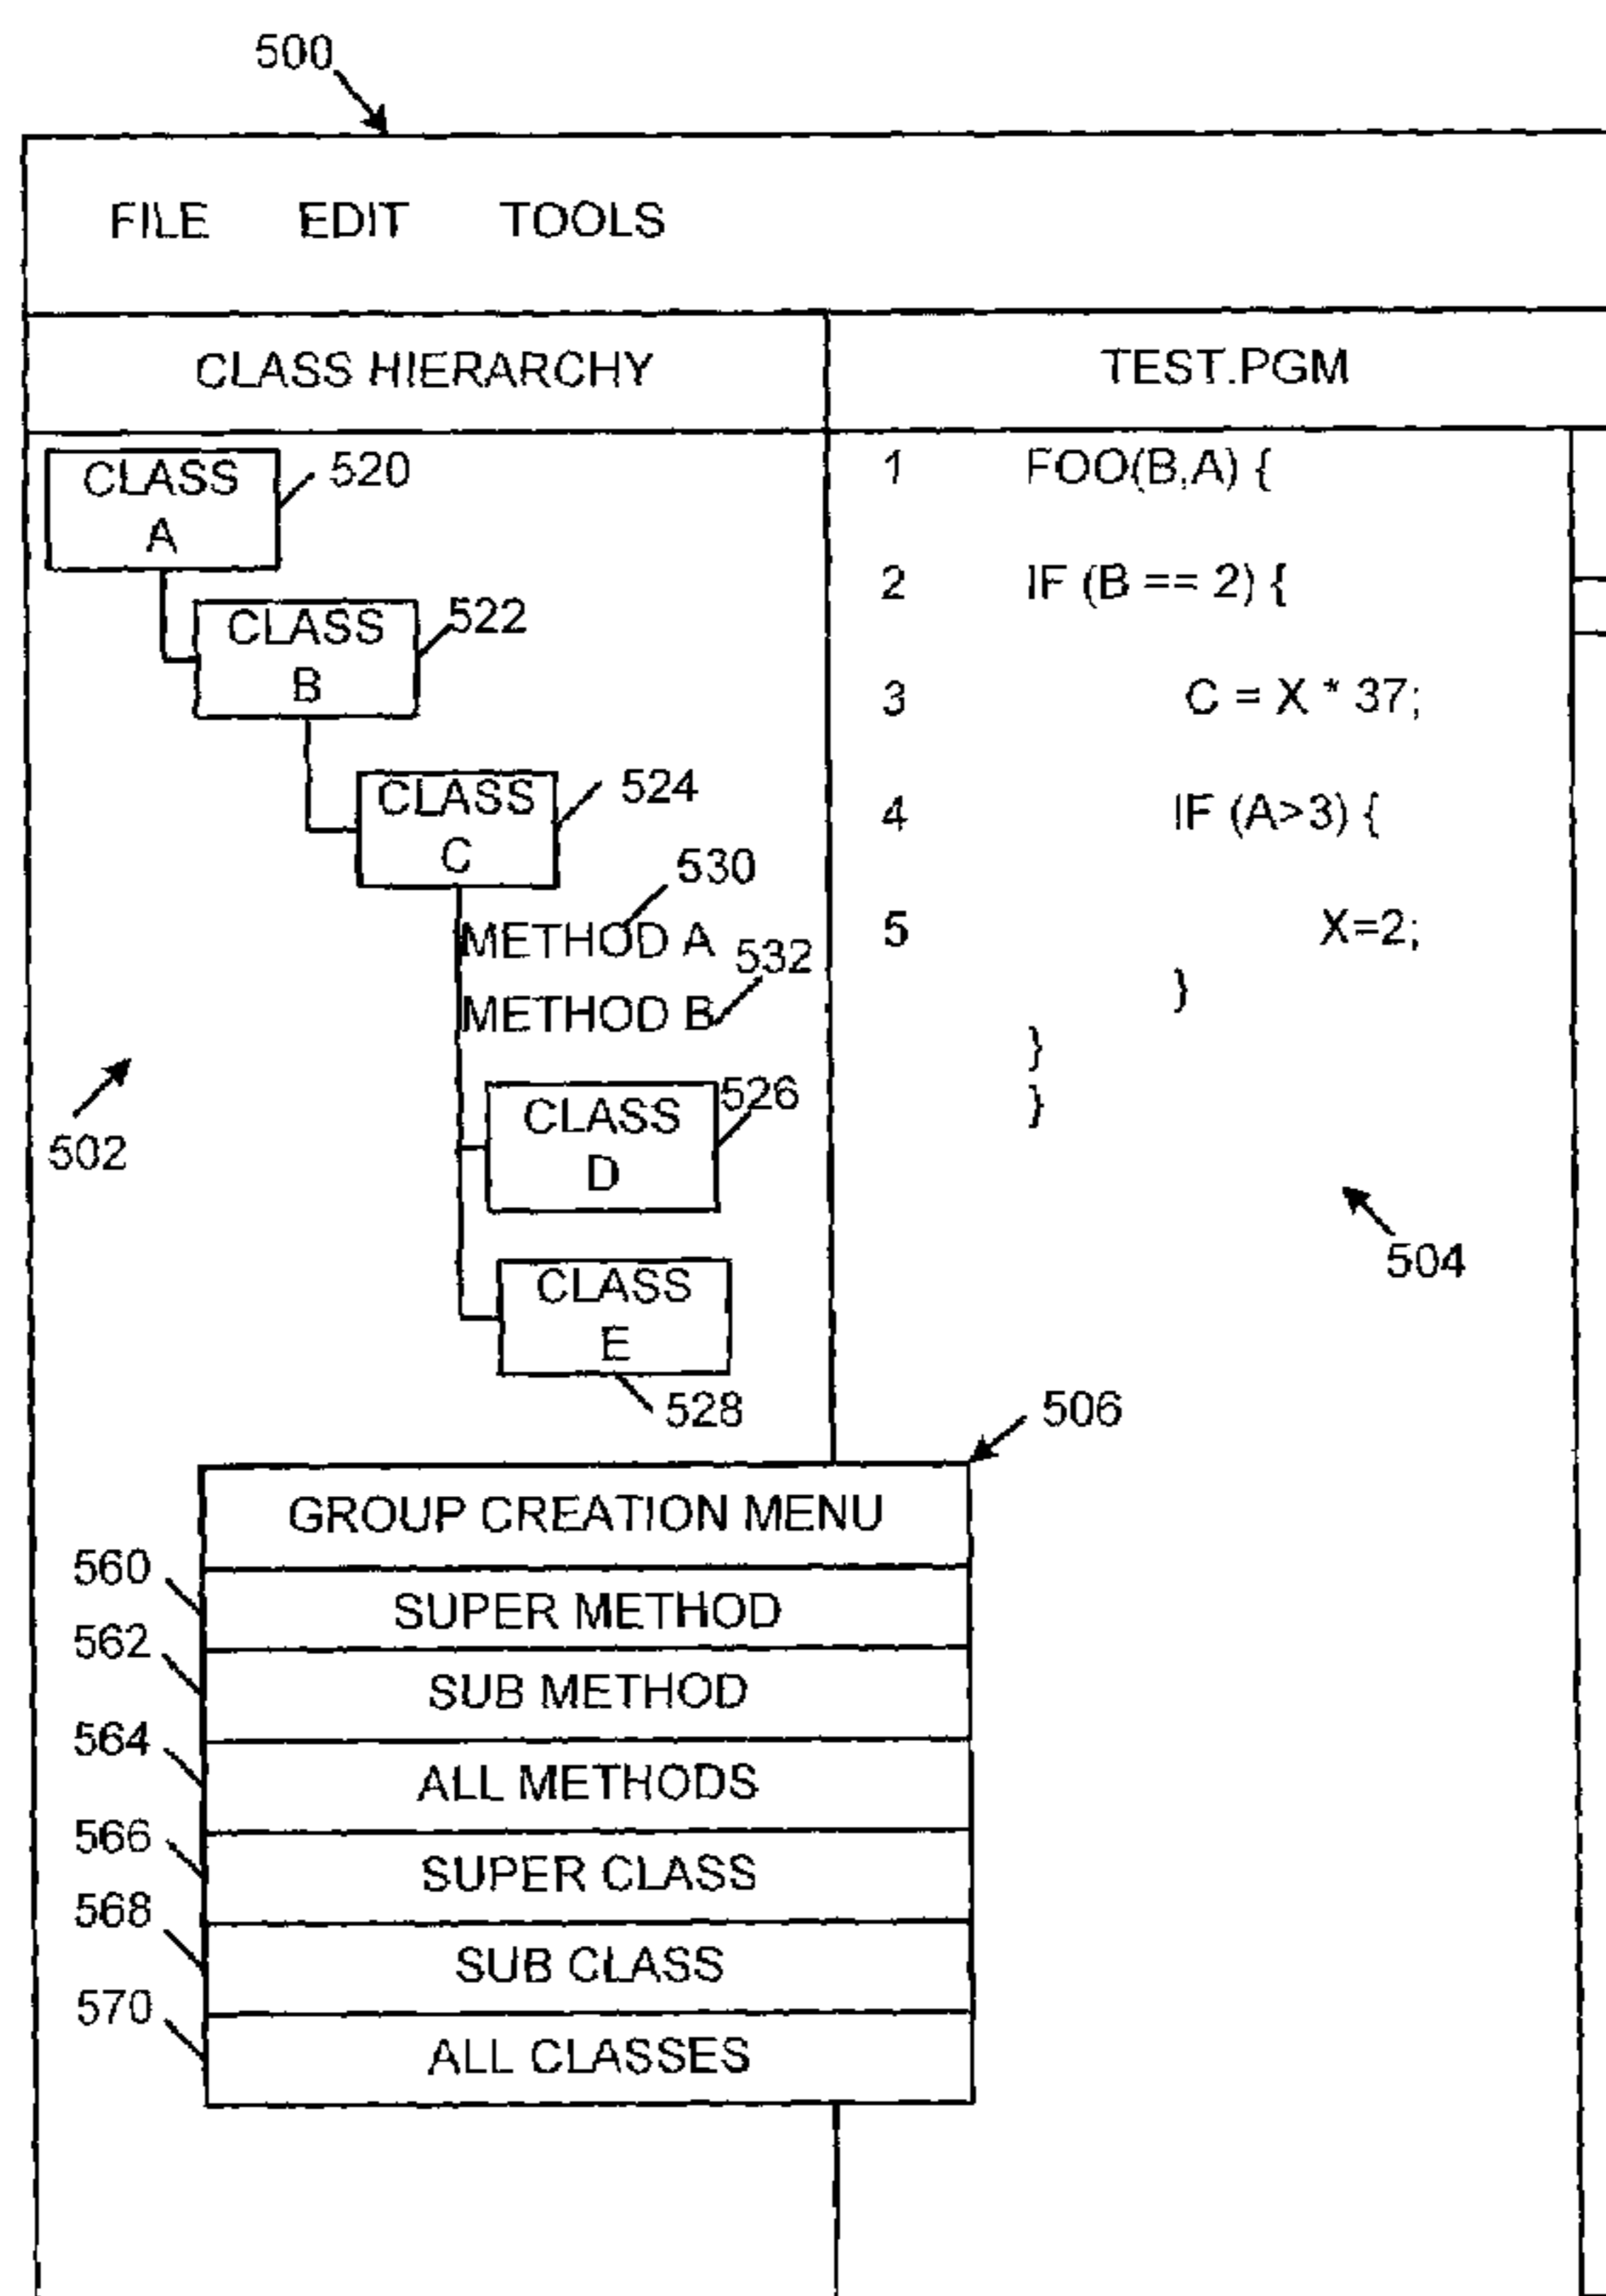 500
FILE EDIT TOOLS
CLASS HIERARCHY
CLASS
A
520
CLASS
B
522
CLASS
C
524
530
METHOD A
532
METHOD B
502
CLASS
D
526
CLASS
E
528
TEST.PGM
1 FOO(B,A) {
2 IF (B == 2) {
3 C = X * 37;
4 IF (A>3) {
5 X=2;
}
}
}
504
506
GROUP CREATION MENU
560
SUPER METHOD
562
SUB METHOD
564
ALL METHODS
566
SUPER CLASS
568
SUB CLASS
570
ALL CLASSES